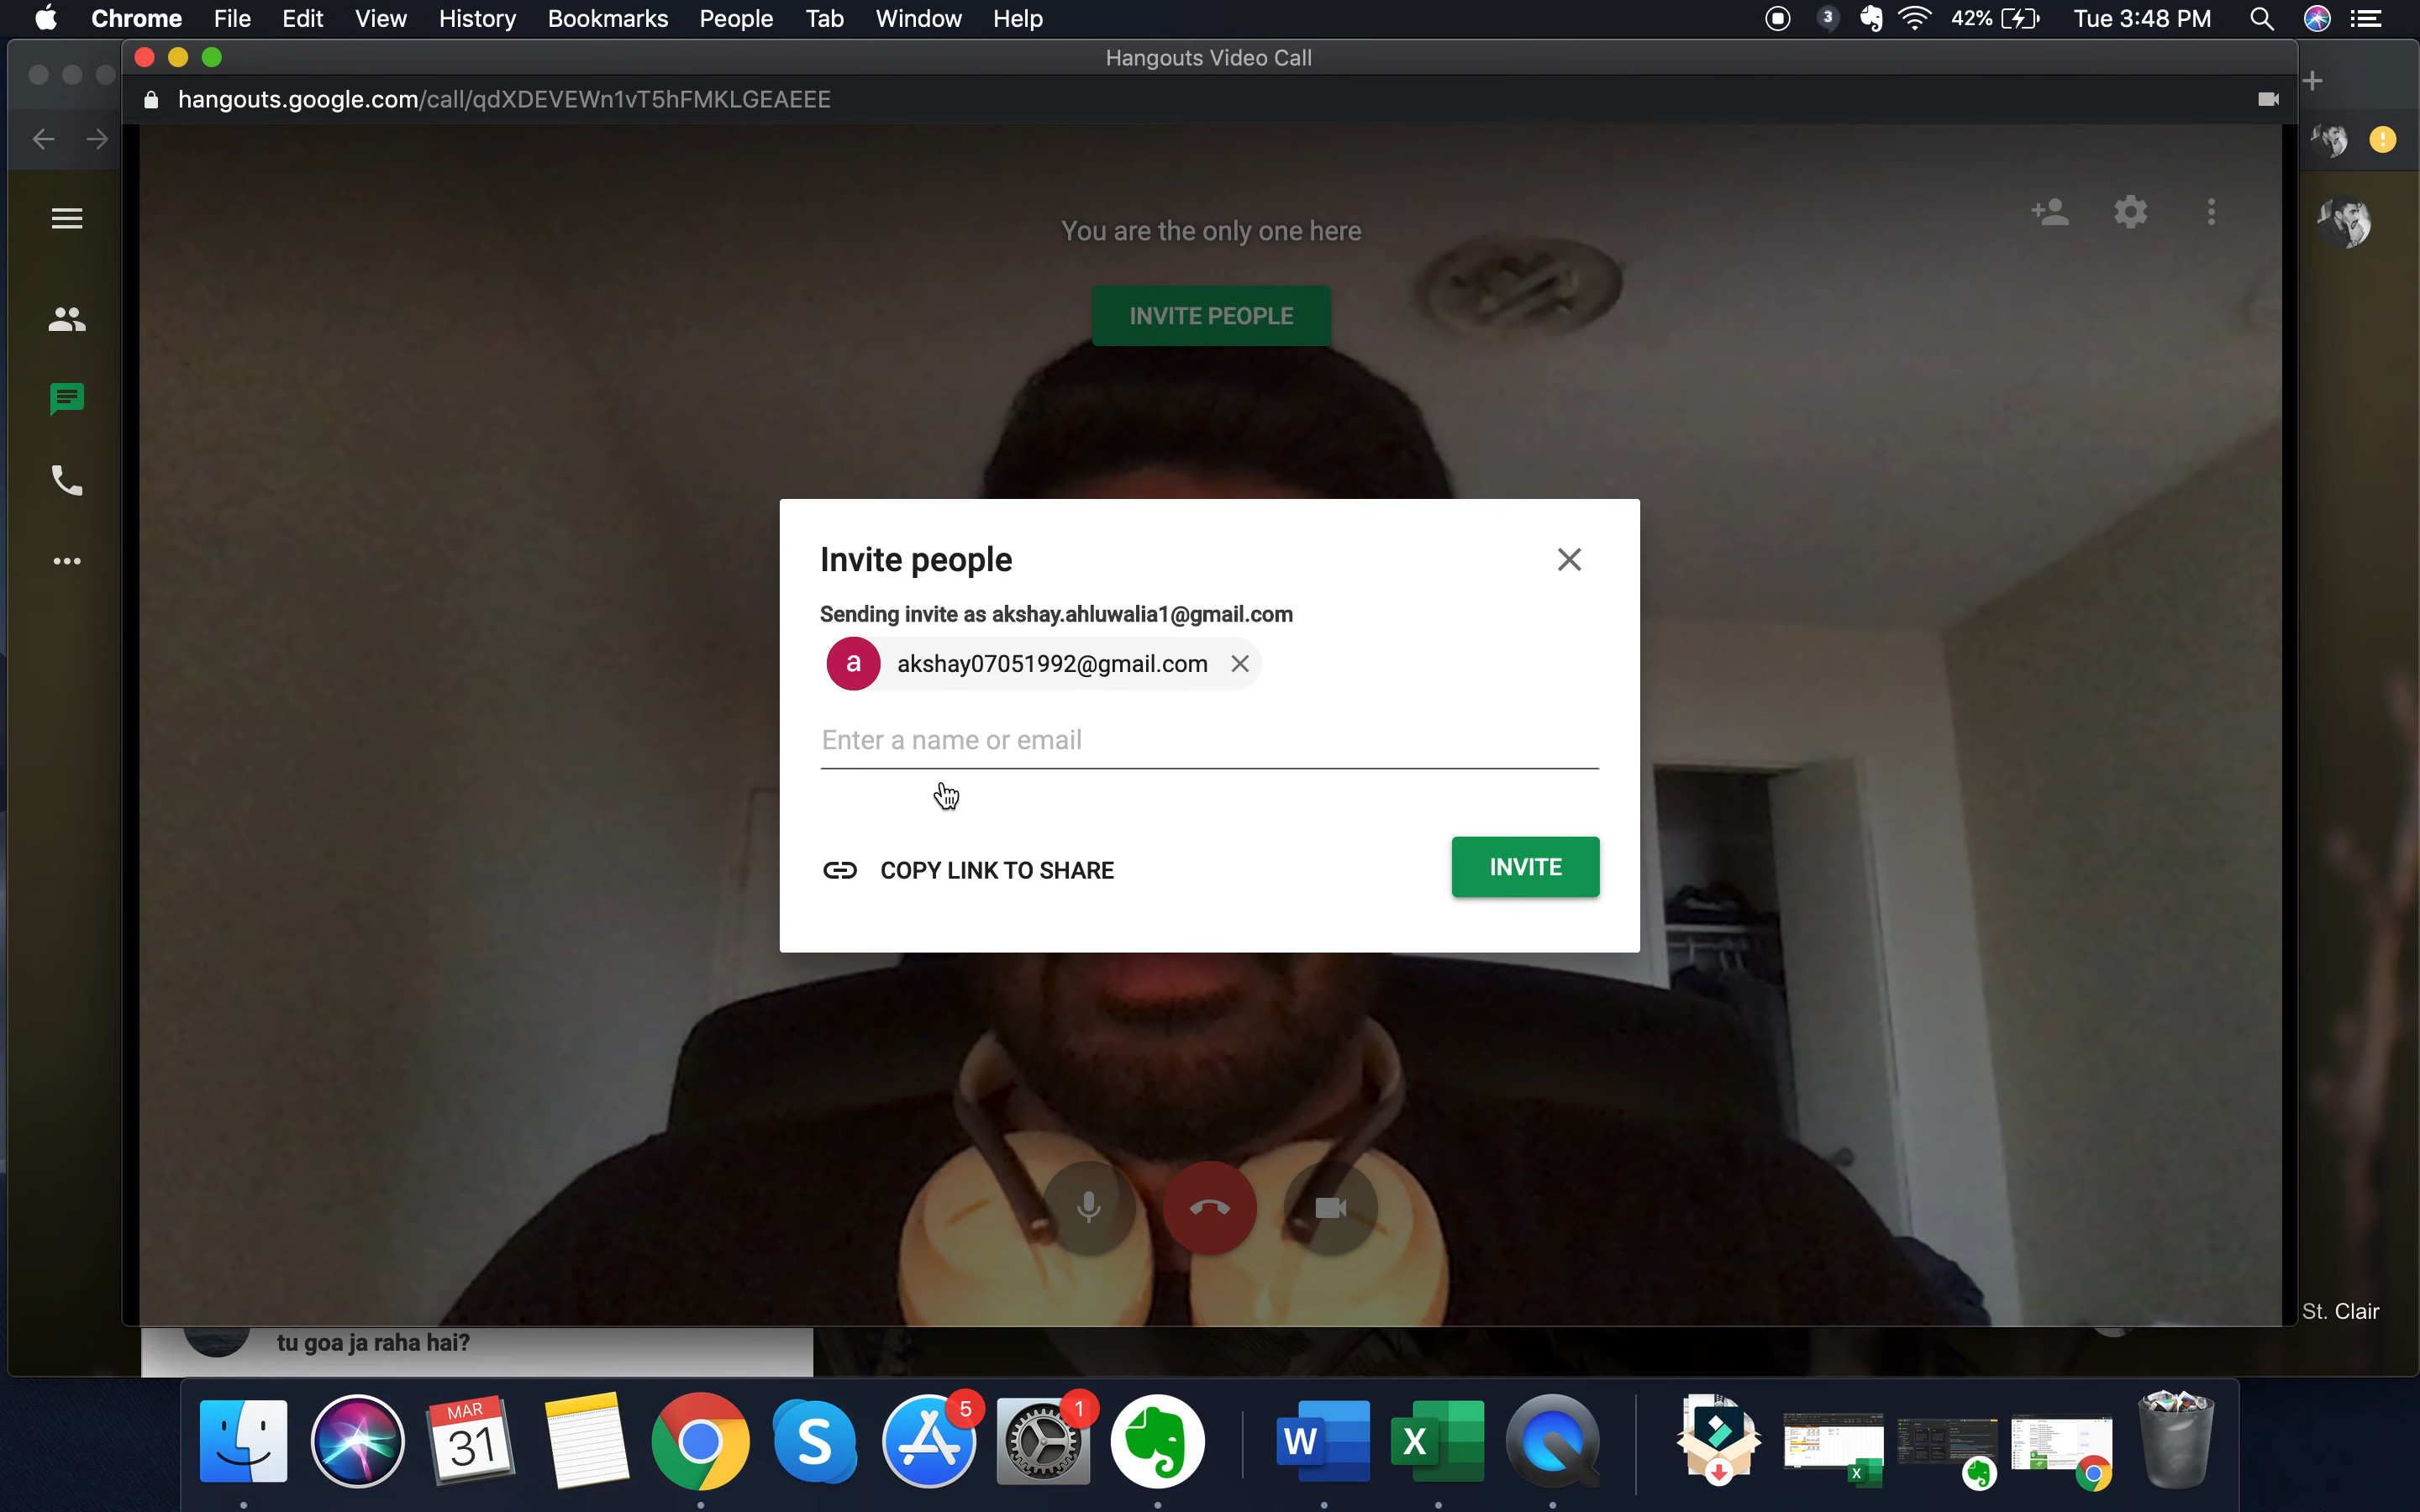 Chrome File Edit View History Bookmarks People Tab Window Help 3 42% Tue 3:48 PM
Hangouts Video Call
hangouts.google.com/call/qdXDEVEWn1vT5hFMKLGEAEEE
You are the only one here
INVITE PEOPLE
Invite people
Sending invite as akshay.ahluwalia1@gmail.com
a akshay07051992@gmail.com
Enter a name or email
COPY LINK TO SHARE
INVITE
St. Clair
tu goa ja raha hai?
MAR
31
S
5
1
W
X